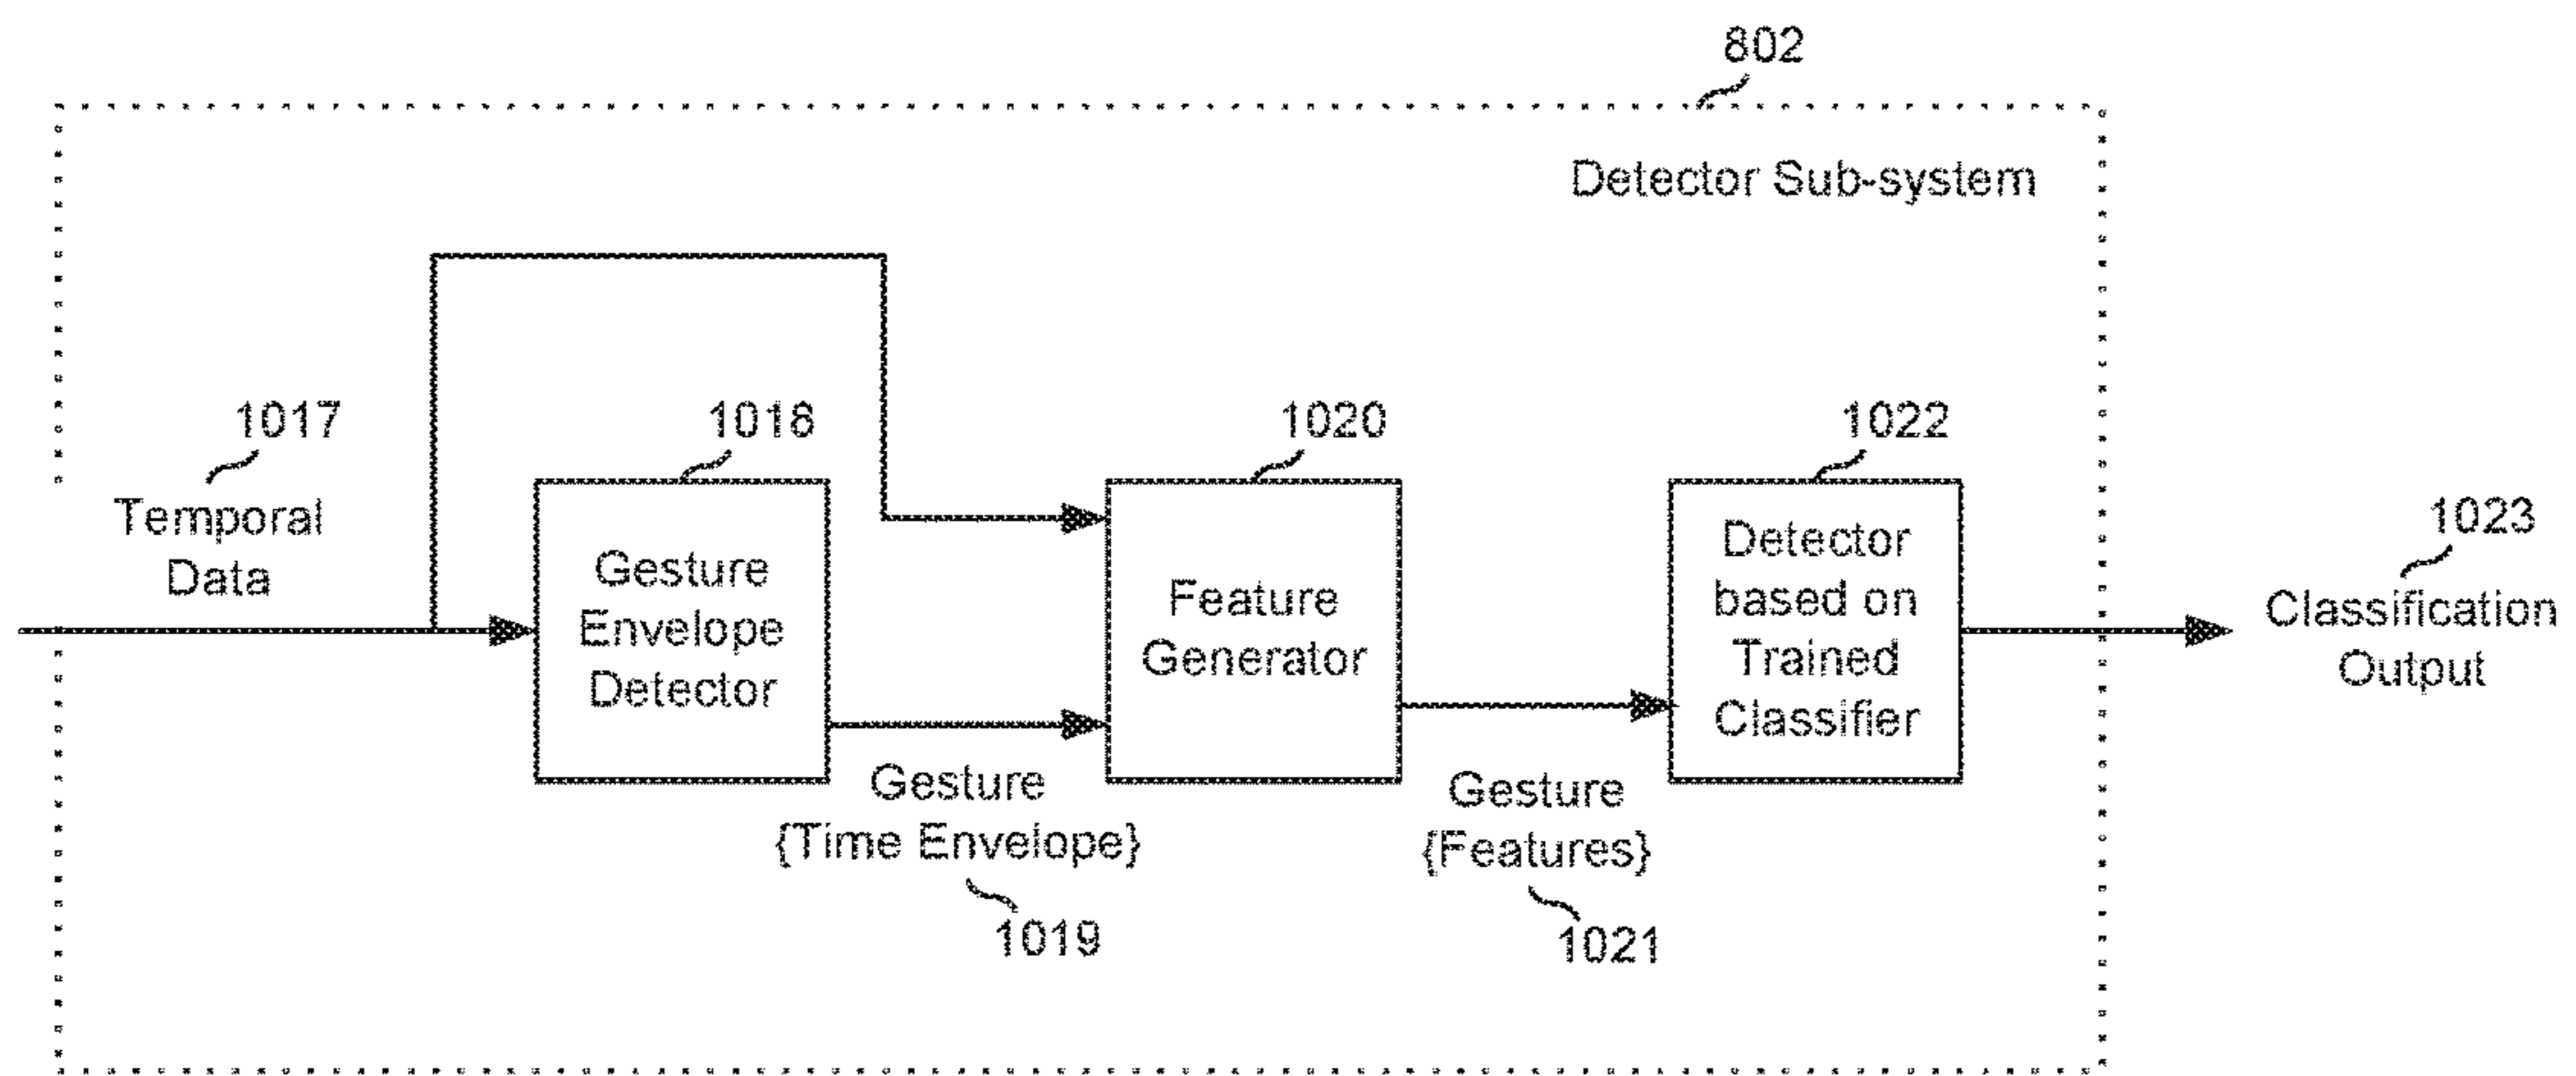 802
Detector Sub-system
1017
Temporal
Data
1018
Gesture
Envelope
Detector
Gesture
{Time Envelope}
1019
1020
Feature
Generator
Gesture
{Features}
1021
1022
Detector
based on
Trained
Classifier
1023
Classification
Output